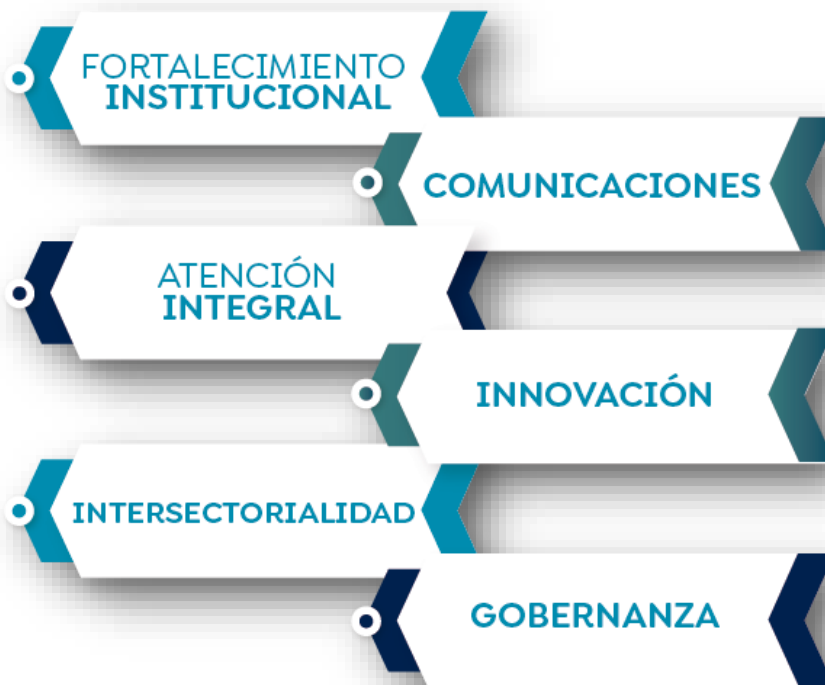 FORTALECIMIENTO
INSTITUCIONAL
COMUNICACIONES
ATENCIÓN
INTEGRAL
INNOVACIÓN
INTERSECTORIALIDAD
GOBERNANZA